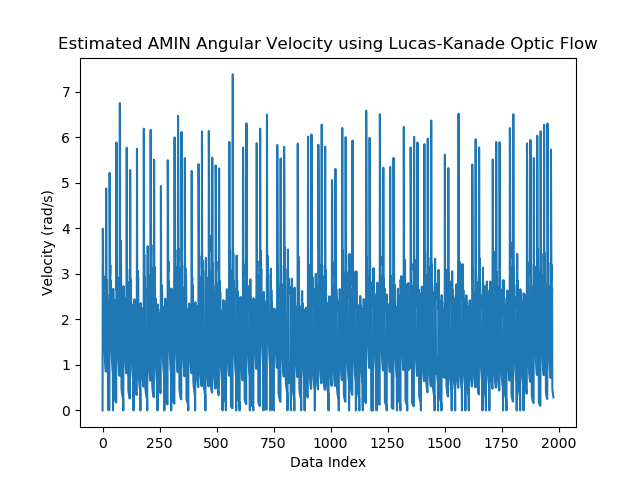 Estimated AMIN Angular Velocity using Lucas-Kanade Optic Flow
7
6
5
4
3
2
1
0
Velocity (rad/s)
0 250 500 750 1000 1250 1500 1750 2000
Data Index